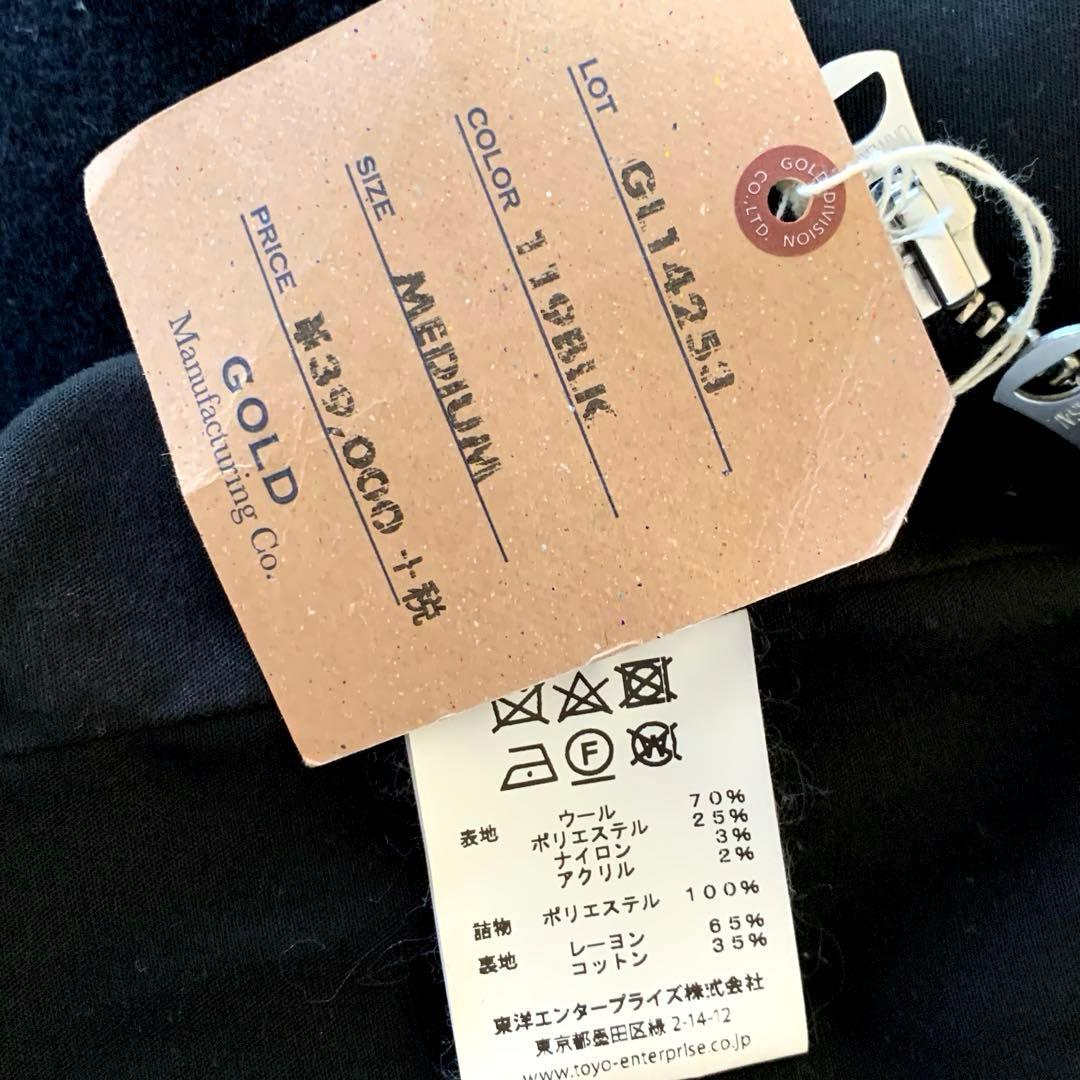 GOLD DIVISION CO.,LTD.
LOT GL14253
COLOR 119BLK
SIZE MEDIUM
PRICE ¥39,000+税
GOLD
Manufacturing Co.
F
W
表地 ウール 70%
ポリエステル 25%
ナイロン 3%
アクリル 2%
詰物 ポリエステル 100%
裏地 レーヨン 65%
コットン 35%
東洋エンタープライズ株式会社
東京都墨田区緑 2-14-12
www.toyo-enterprise.co.jp